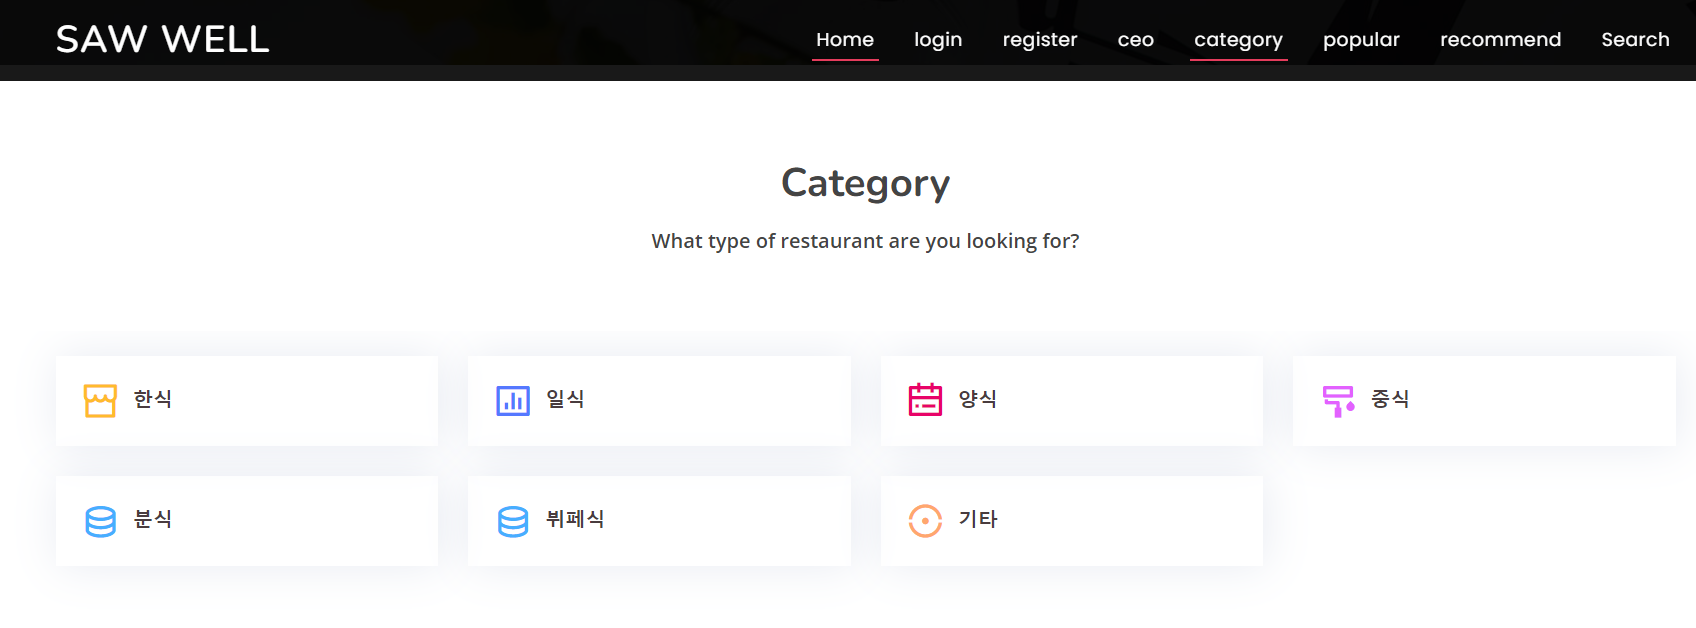 SAW WELL Home login register ceo category popular recommend Search
Category
What type of restaurant are you looking for?
한식 일식 양식 중식
분식 뷔페식 기타